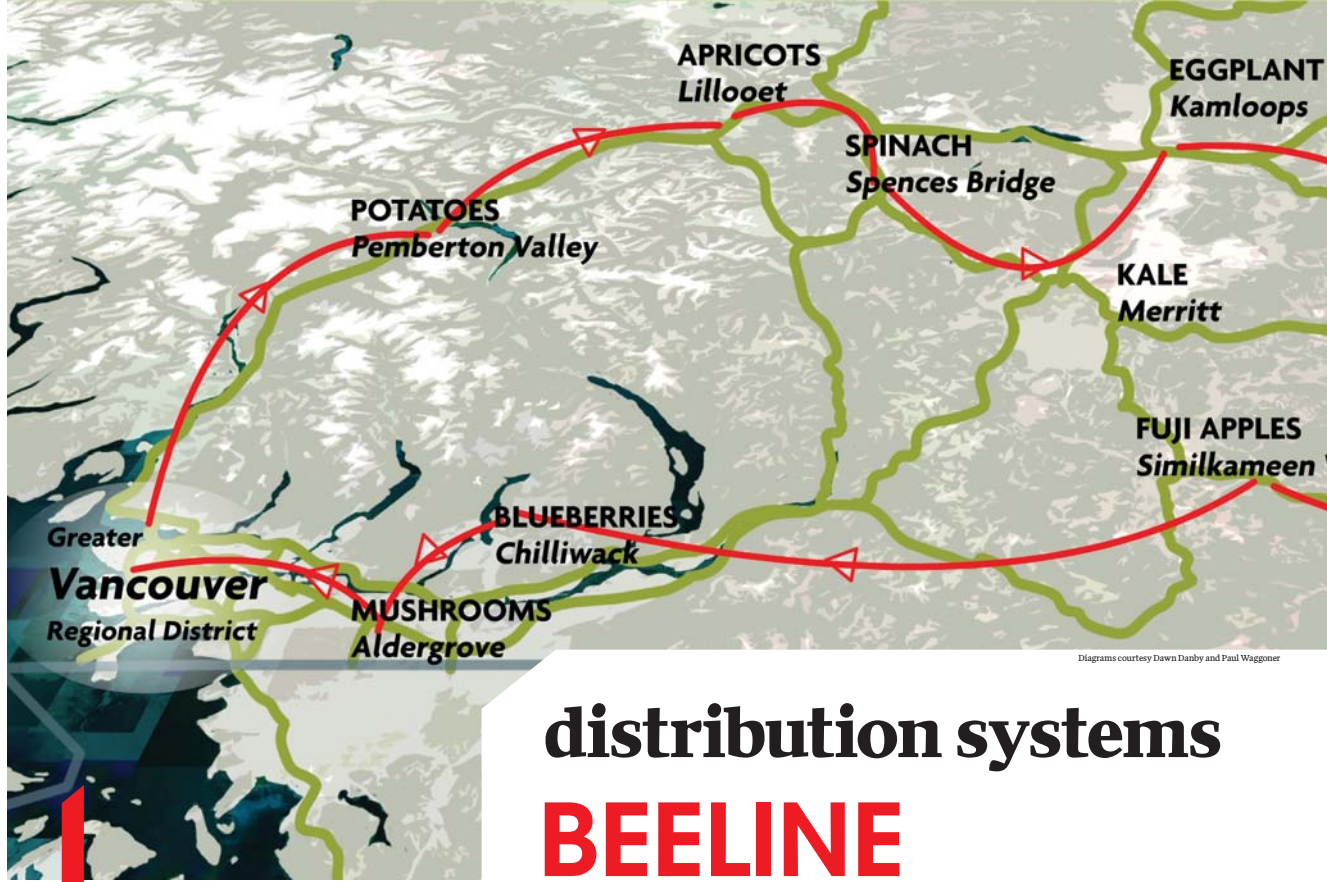 APRICOTS
Lillooet
EGGPLANT
Kamloops
SPINACH
Spences Bridge
POTATOES
Pemberton Valley
KALE
Merritt
FUJI APPLES
Similkameen V
BLUEBERRIES
Chilliwack
Greater
Vancouver
Regional District
MUSHROOMS
Aldergrove
Diagrams courtesy Dawn Danby and Paul Waggoner
distribution systems
BEELINE